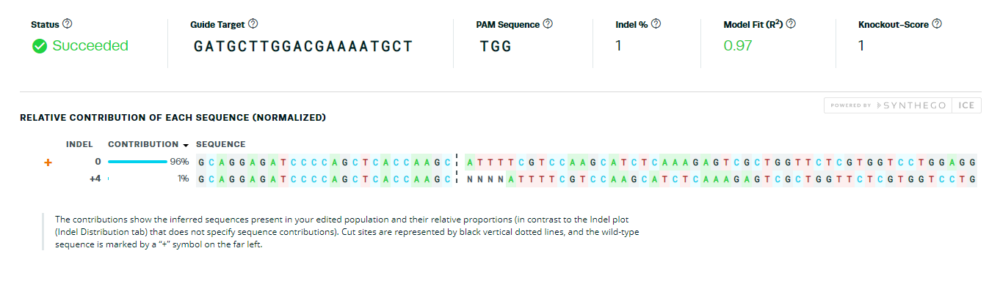 Status ? Guide Target ? PAM Sequence ? Indel % ? Model Fit (R²) ? Knockout-Score ?
Succeeded GATGCTTGGACGAAAATGCT TGG 1 0.97 1
POWERED BY SYNTHEGO ICE
RELATIVE CONTRIBUTION OF EACH SEQUENCE (NORMALIZED)
INDEL CONTRIBUTION SEQUENCE
+ 0 96% GCAGGAGATCCCCAGCTCACCAAGC ATTTTCGTCCAAGCATCTCAAAGAGTCGCTGGTTCTCGTGGTCCTGGAGG
+4 1% GCAGGAGATCCCCAGCTCACCAAGC NNNNATTTTCGTCCAAGCATCTCAAAGAGTCGCTGGTTCTCGTGGTCCTG
The contributions show the inferred sequences present in your edited population and their relative proportions (in contrast to the Indel plot
(Indel Distribution tab) that does not specify sequence contributions). Cut sites are represented by black vertical dotted lines, and the wild-type
sequence is marked by a “+” symbol on the far left.